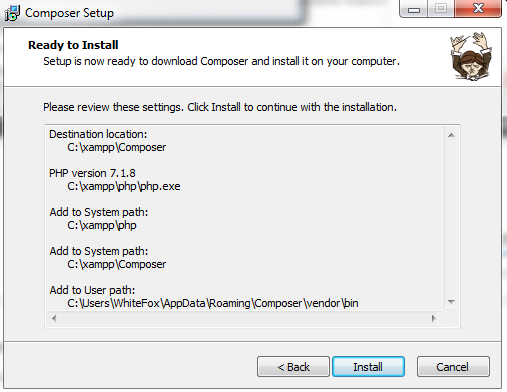 Composer Setup
Ready to Install
Setup is now ready to download Composer and install it on your computer.
Please review these settings. Click Install to continue with the installation.
Destination location:
C:\xampp\Composer
PHP version 7.1.8
C:\xampp\php\php.exe
Add to System path:
C:\xampp\php
Add to System path:
C:\xampp\Composer
Add to User path:
C:\Users\WhiteFox\AppData\Roaming\Composer\vendor\bin
< Back
Install
Cancel